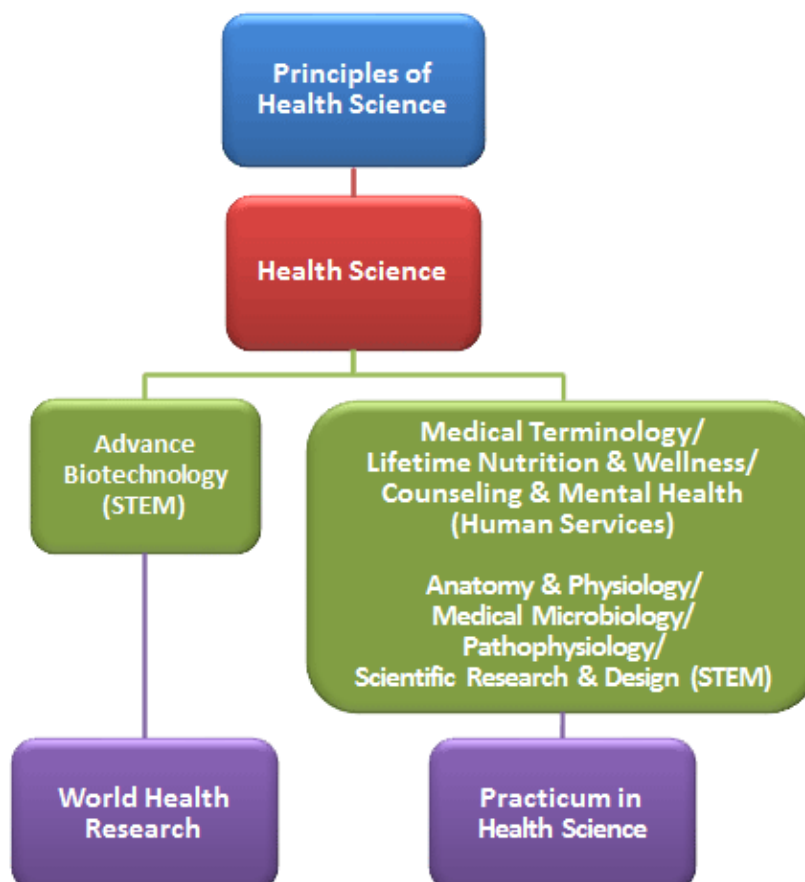 Principles of
Health Science
Health Science
Advance
Biotechnology
(STEM)
Medical Terminology/
Lifetime Nutrition & Wellness/
Counseling & Mental Health
(Human Services)
Anatomy & Physiology/
Medical Microbiology/
Pathophysiology/
Scientific Research & Design (STEM)
World Health
Research
Practicum in
Health Science